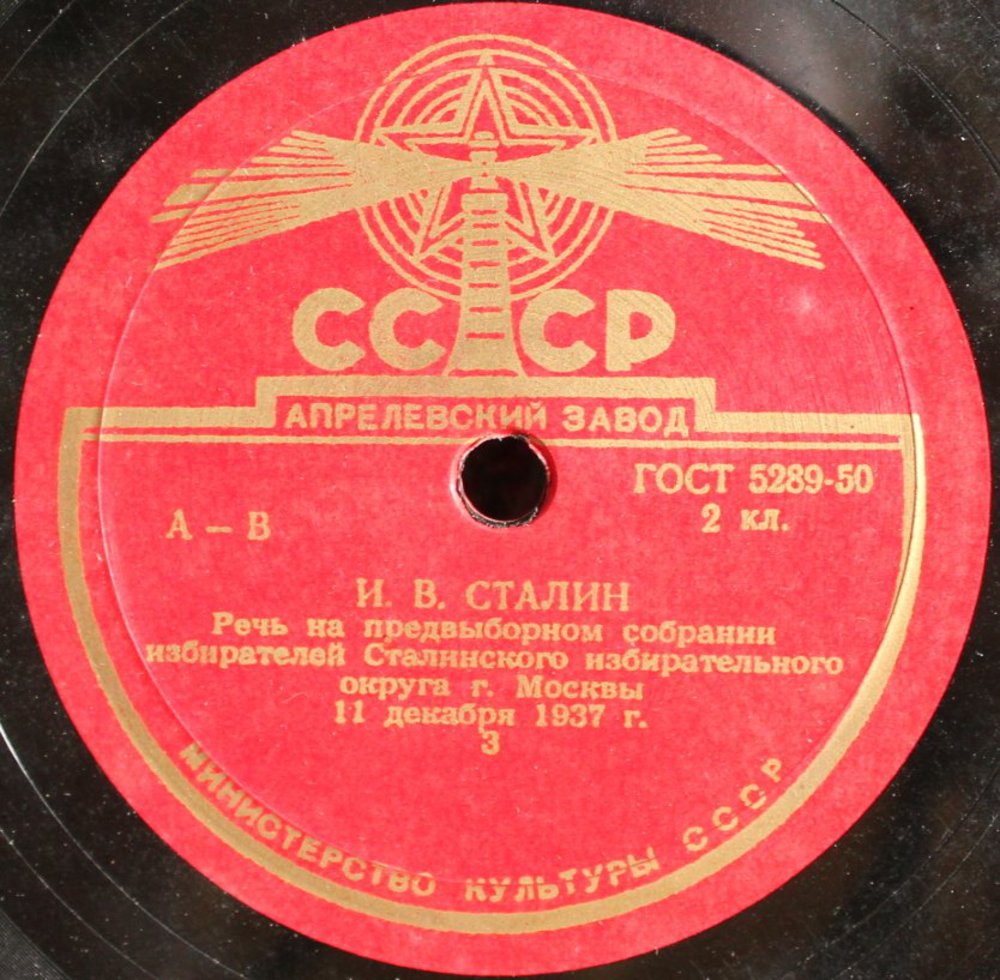 СССР
АПРЕЛЕВСКИЙ ЗАВОД
ГОСТ 5289-50
А – В
2 кл.
И. В. СТАЛИН
Речь на предвыборном собрании
избирателей Сталинского избирательного
округа г. Москвы
11 декабря 1937 г.
3
МИНИСТЕРСТВО КУЛЬТУРЫ СССР